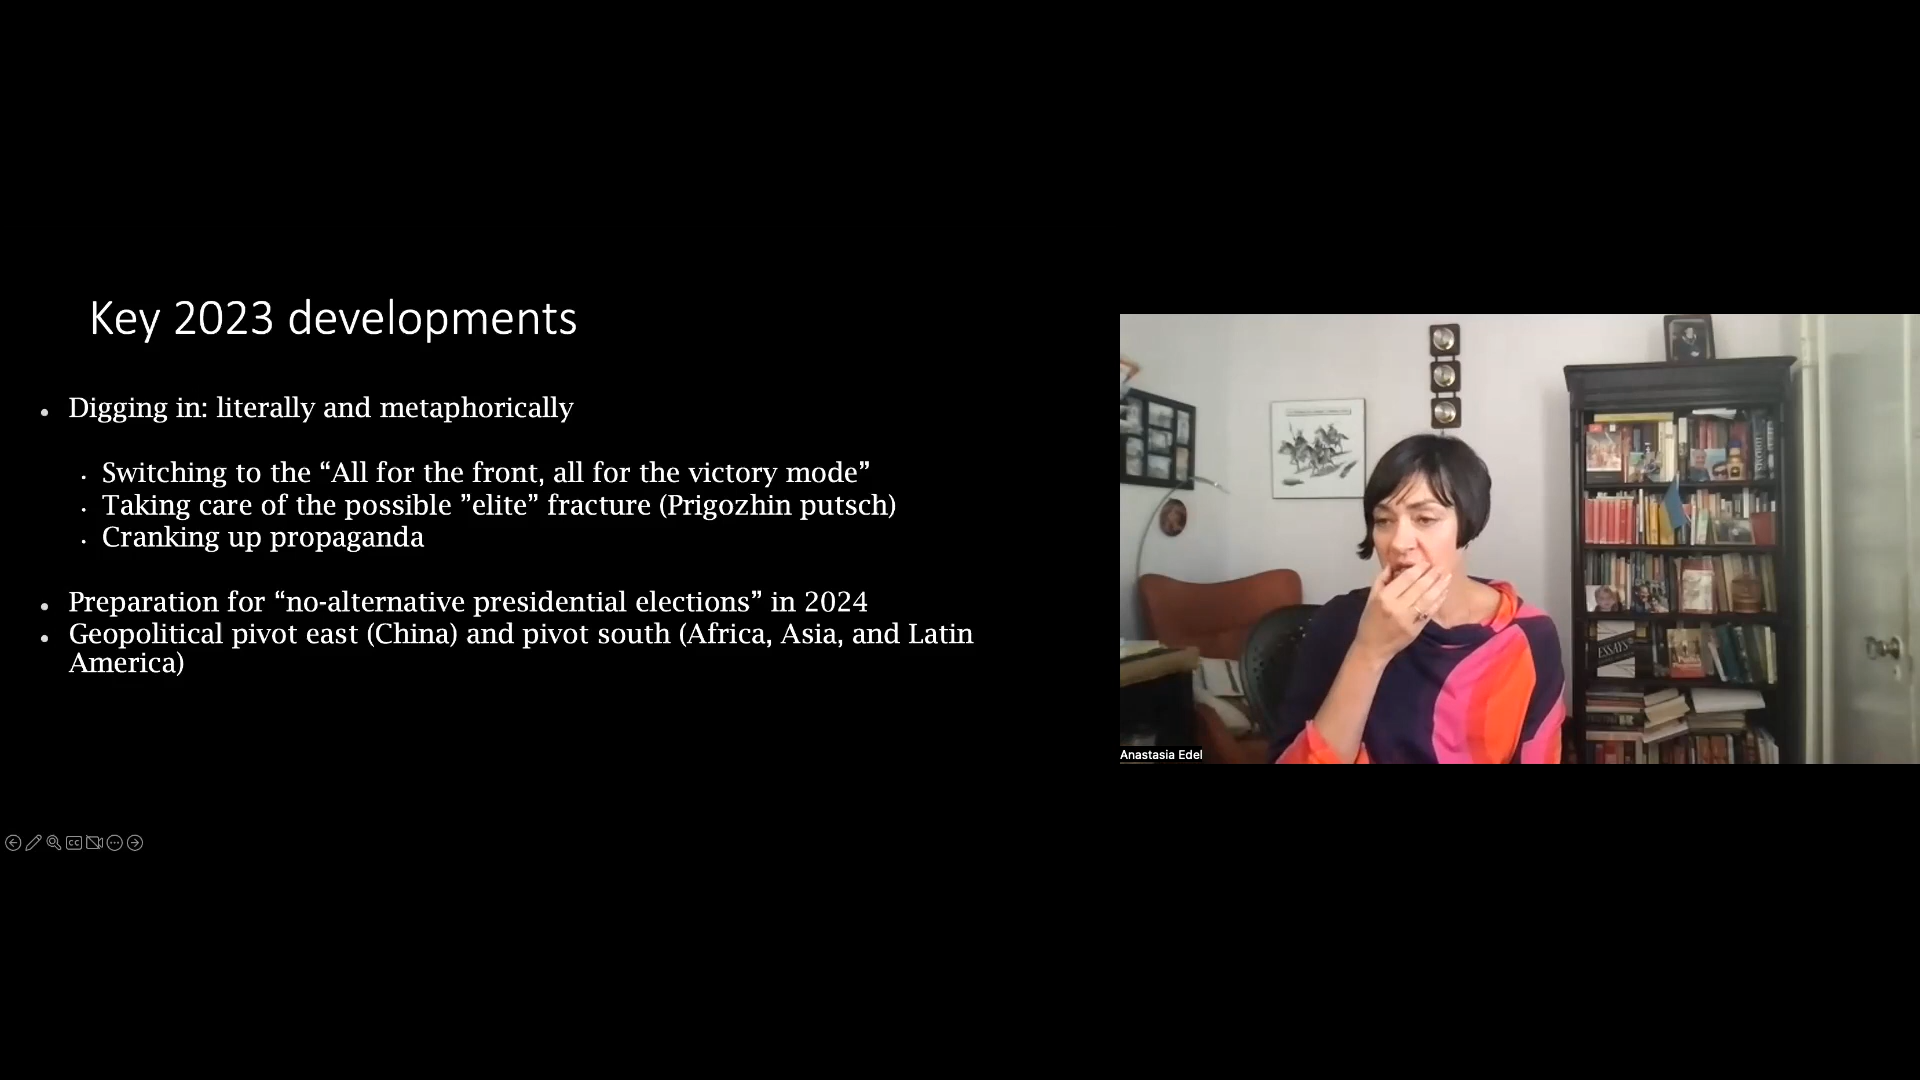 Key 2023 developments
Digging in: literally and metaphorically
Switching to the “All for the front, all for the victory mode”
Taking care of the possible ”elite” fracture (Prigozhin putsch)
Cranking up propaganda
Preparation for “no-alternative presidential elections” in 2024
Geopolitical pivot east (China) and pivot south (Africa, Asia, and Latin
America)
Anastasia Edel
ESSAYS
CC